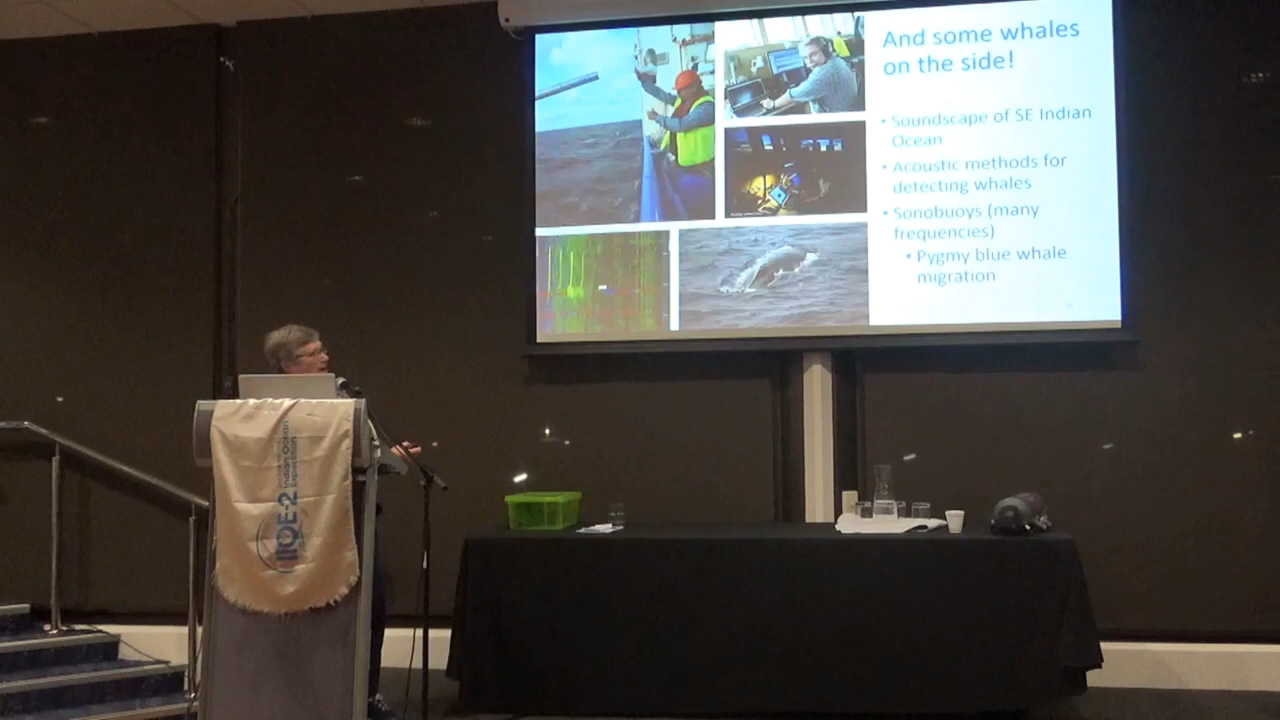 And some whales
on the side!
• Soundscape of SE Indian
Ocean
• Acoustic methods for
detecting whales
• Sonobuoys (many
frequencies)
• Pygmy blue whale
migration
IIOE-2
Indian Ocean
Expedition